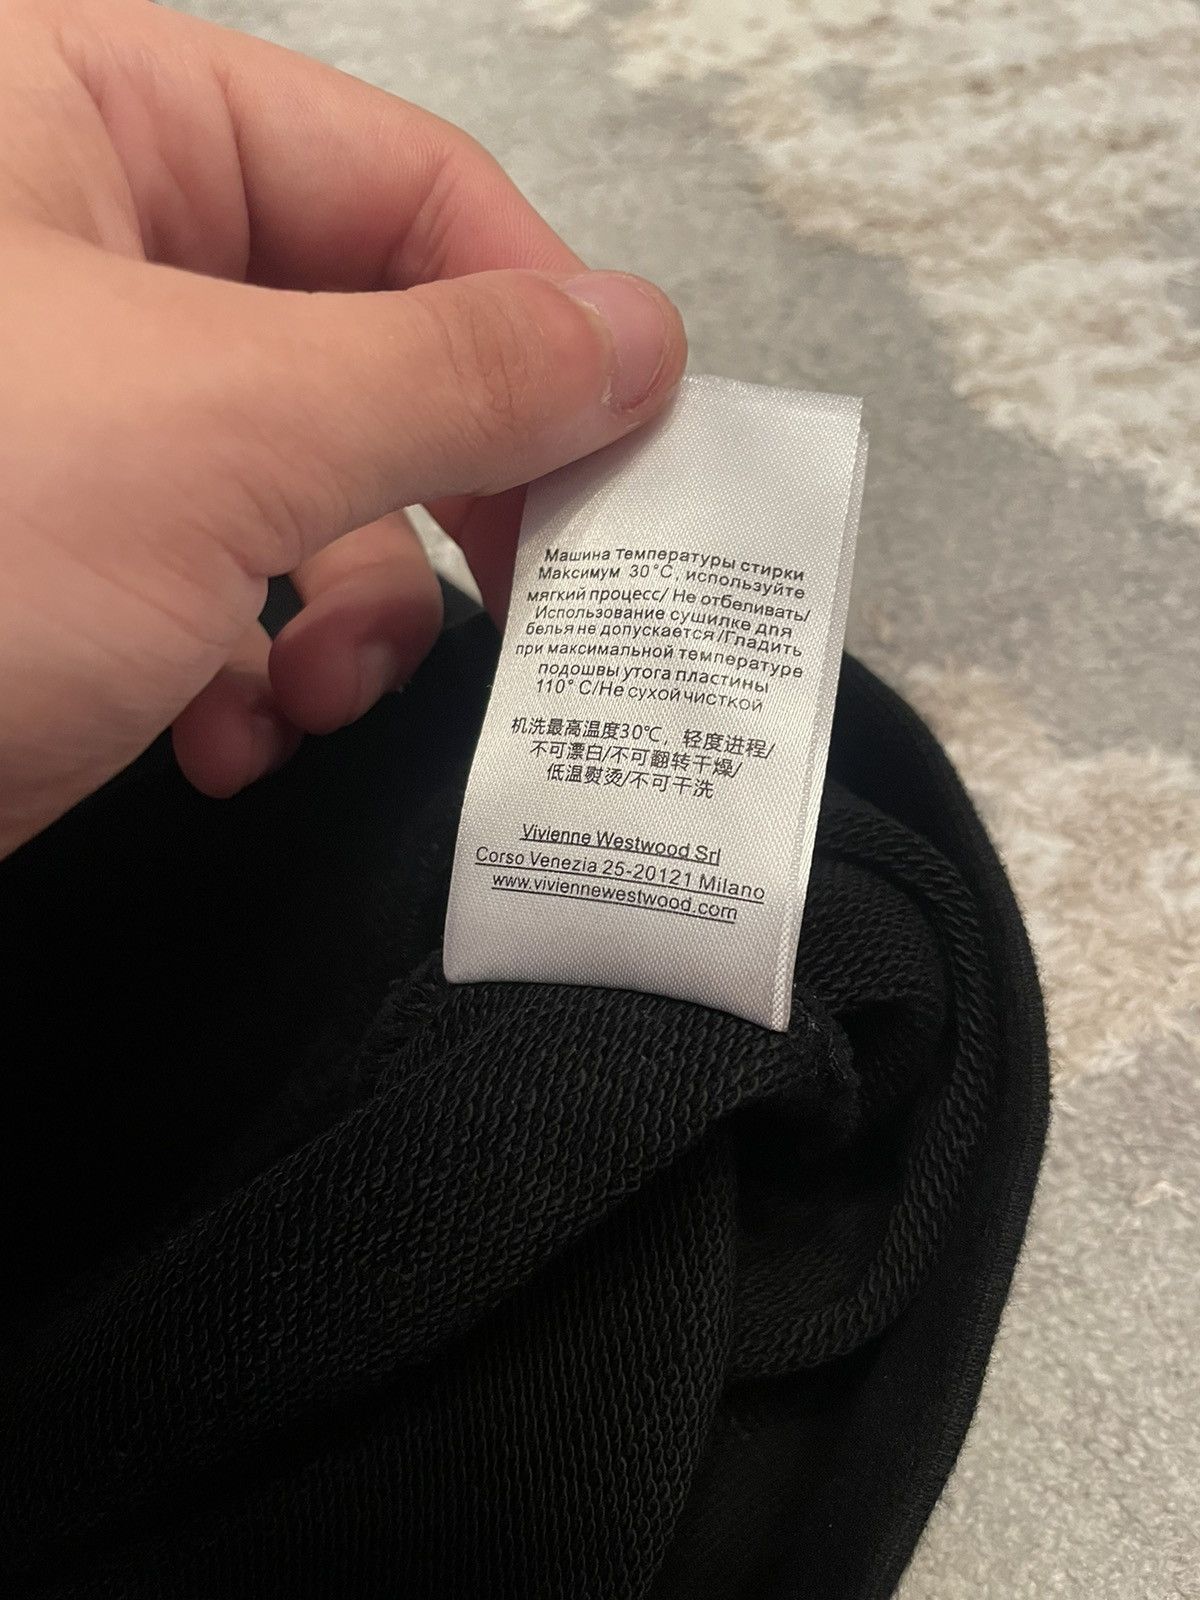 Машина Температуры стирки
Максимум 30°С, используйте
мягкий процесс/ Не отбеливать/
Использование сушилке для
белья не допускается /Гладить
при максимальной температуре
подошвы утога пластины
110° С/Не сухой чисткой
机洗最高温度30℃，轻度进程/
不可漂白/不可翻转干燥/
低温熨烫/不可干洗
Vivienne Westwood Srl
Corso Venezia 25-20121 Milano
www.viviennewestwood.com